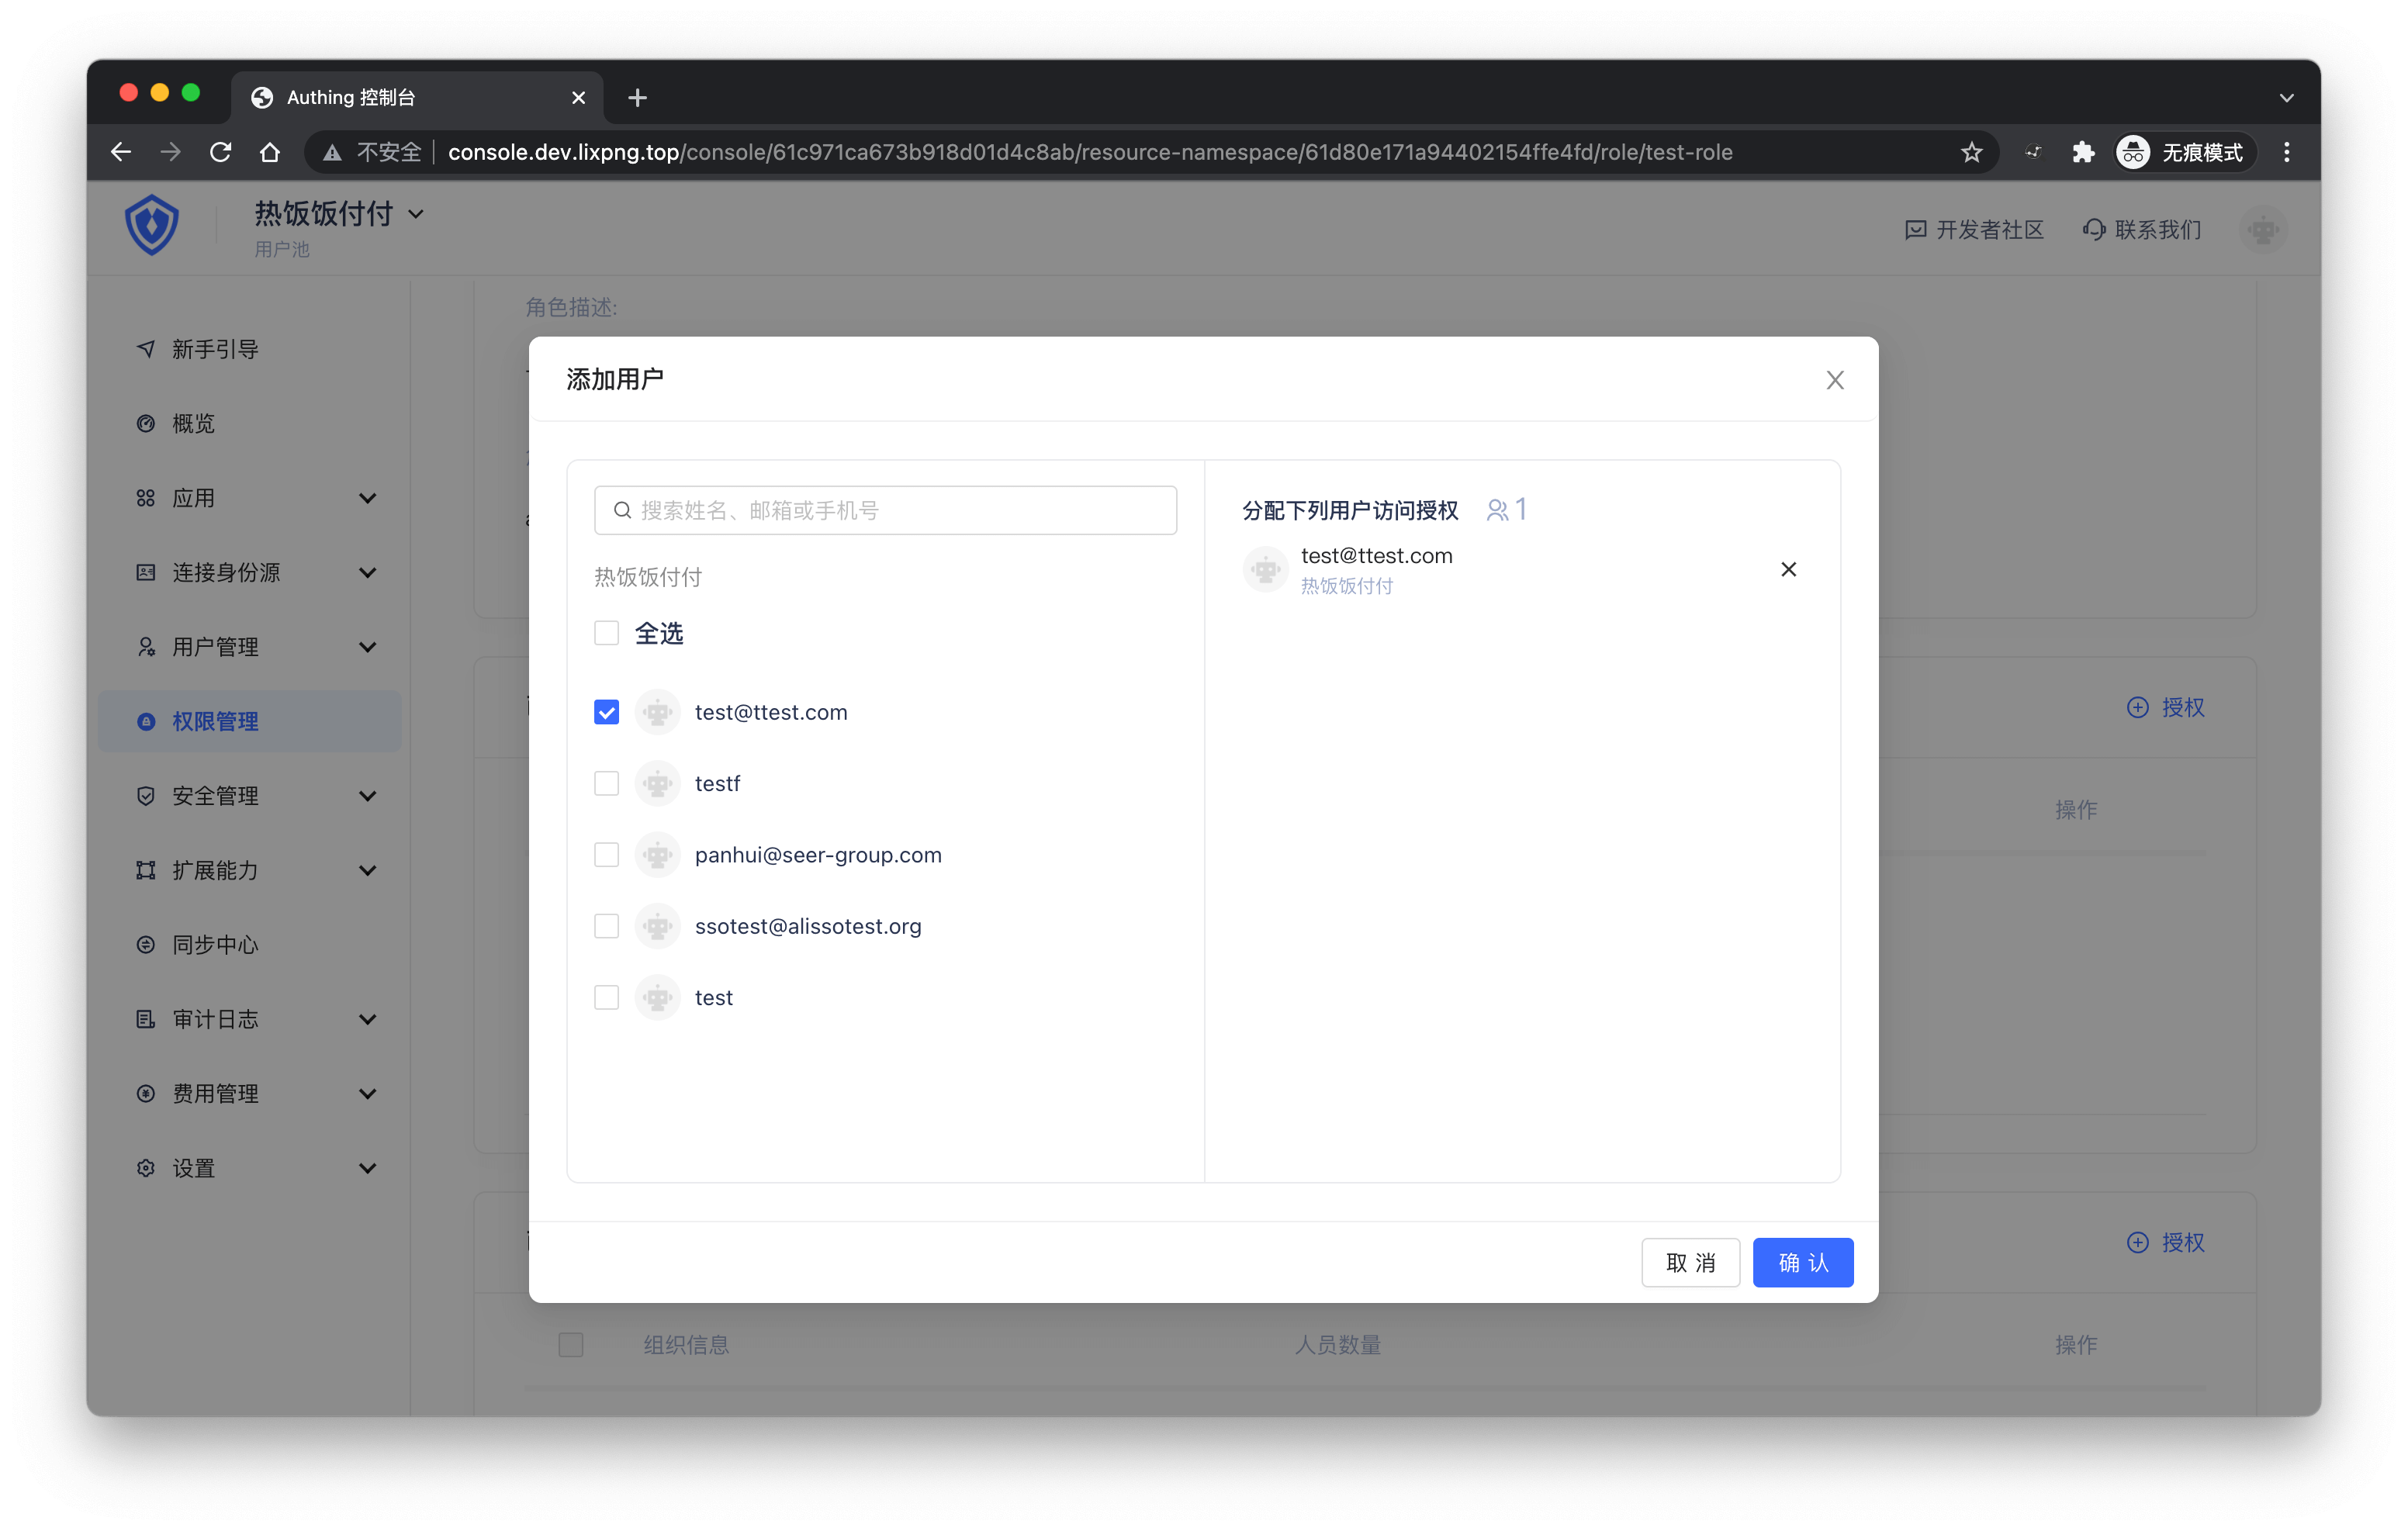 Authing 控制台
不安全 console.dev.lixpng.top/console/61c971ca673b918d01d4c8ab/resource-namespace/61d80e171a94402154ffe4fd/role/test-role
无痕模式
热饭饭付付
用户池
开发者社区
联系我们
新手引导
概览
应用
连接身份源
用户管理
权限管理
安全管理
扩展能力
同步中心
审计日志
费用管理
设置
角色描述:
添加用户
搜索姓名、邮箱或手机号
热饭饭付付
全选
test@ttest.com
testf
panhui@seer-group.com
ssotest@alissotest.org
test
分配下列用户访问授权 1
test@ttest.com
热饭饭付付
取 消
确 认
授权
操作
授权
组织信息
人员数量
操作